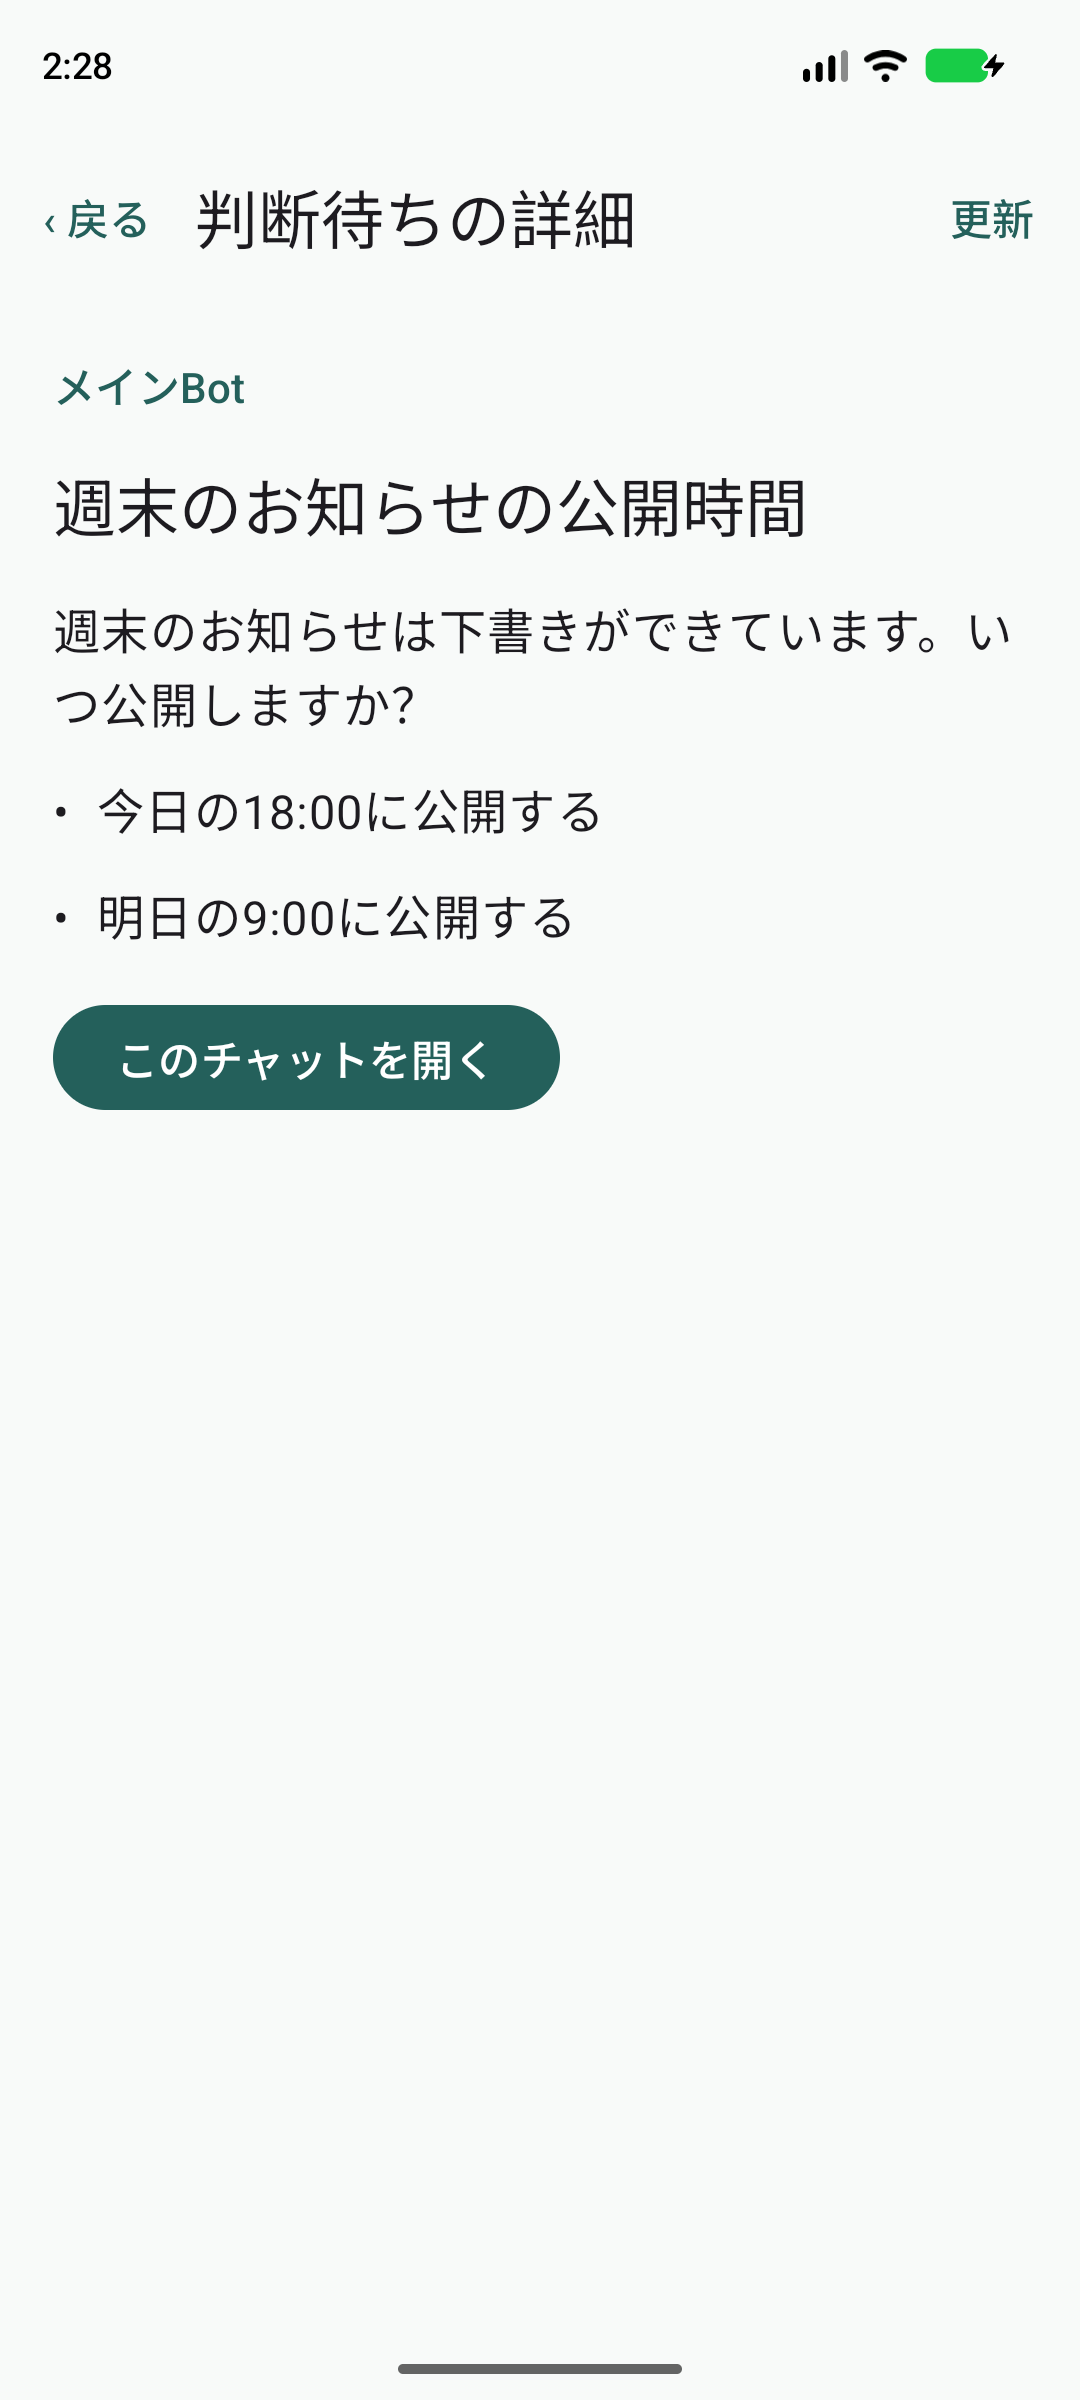 2:28
‹ 戻る 判断待ちの詳細 更新
メインBot
週末のお知らせの公開時間
週末のお知らせは下書きができています。い
つ公開しますか？
・ 今日の18:00に公開する
・ 明日の9:00に公開する
このチャットを開く